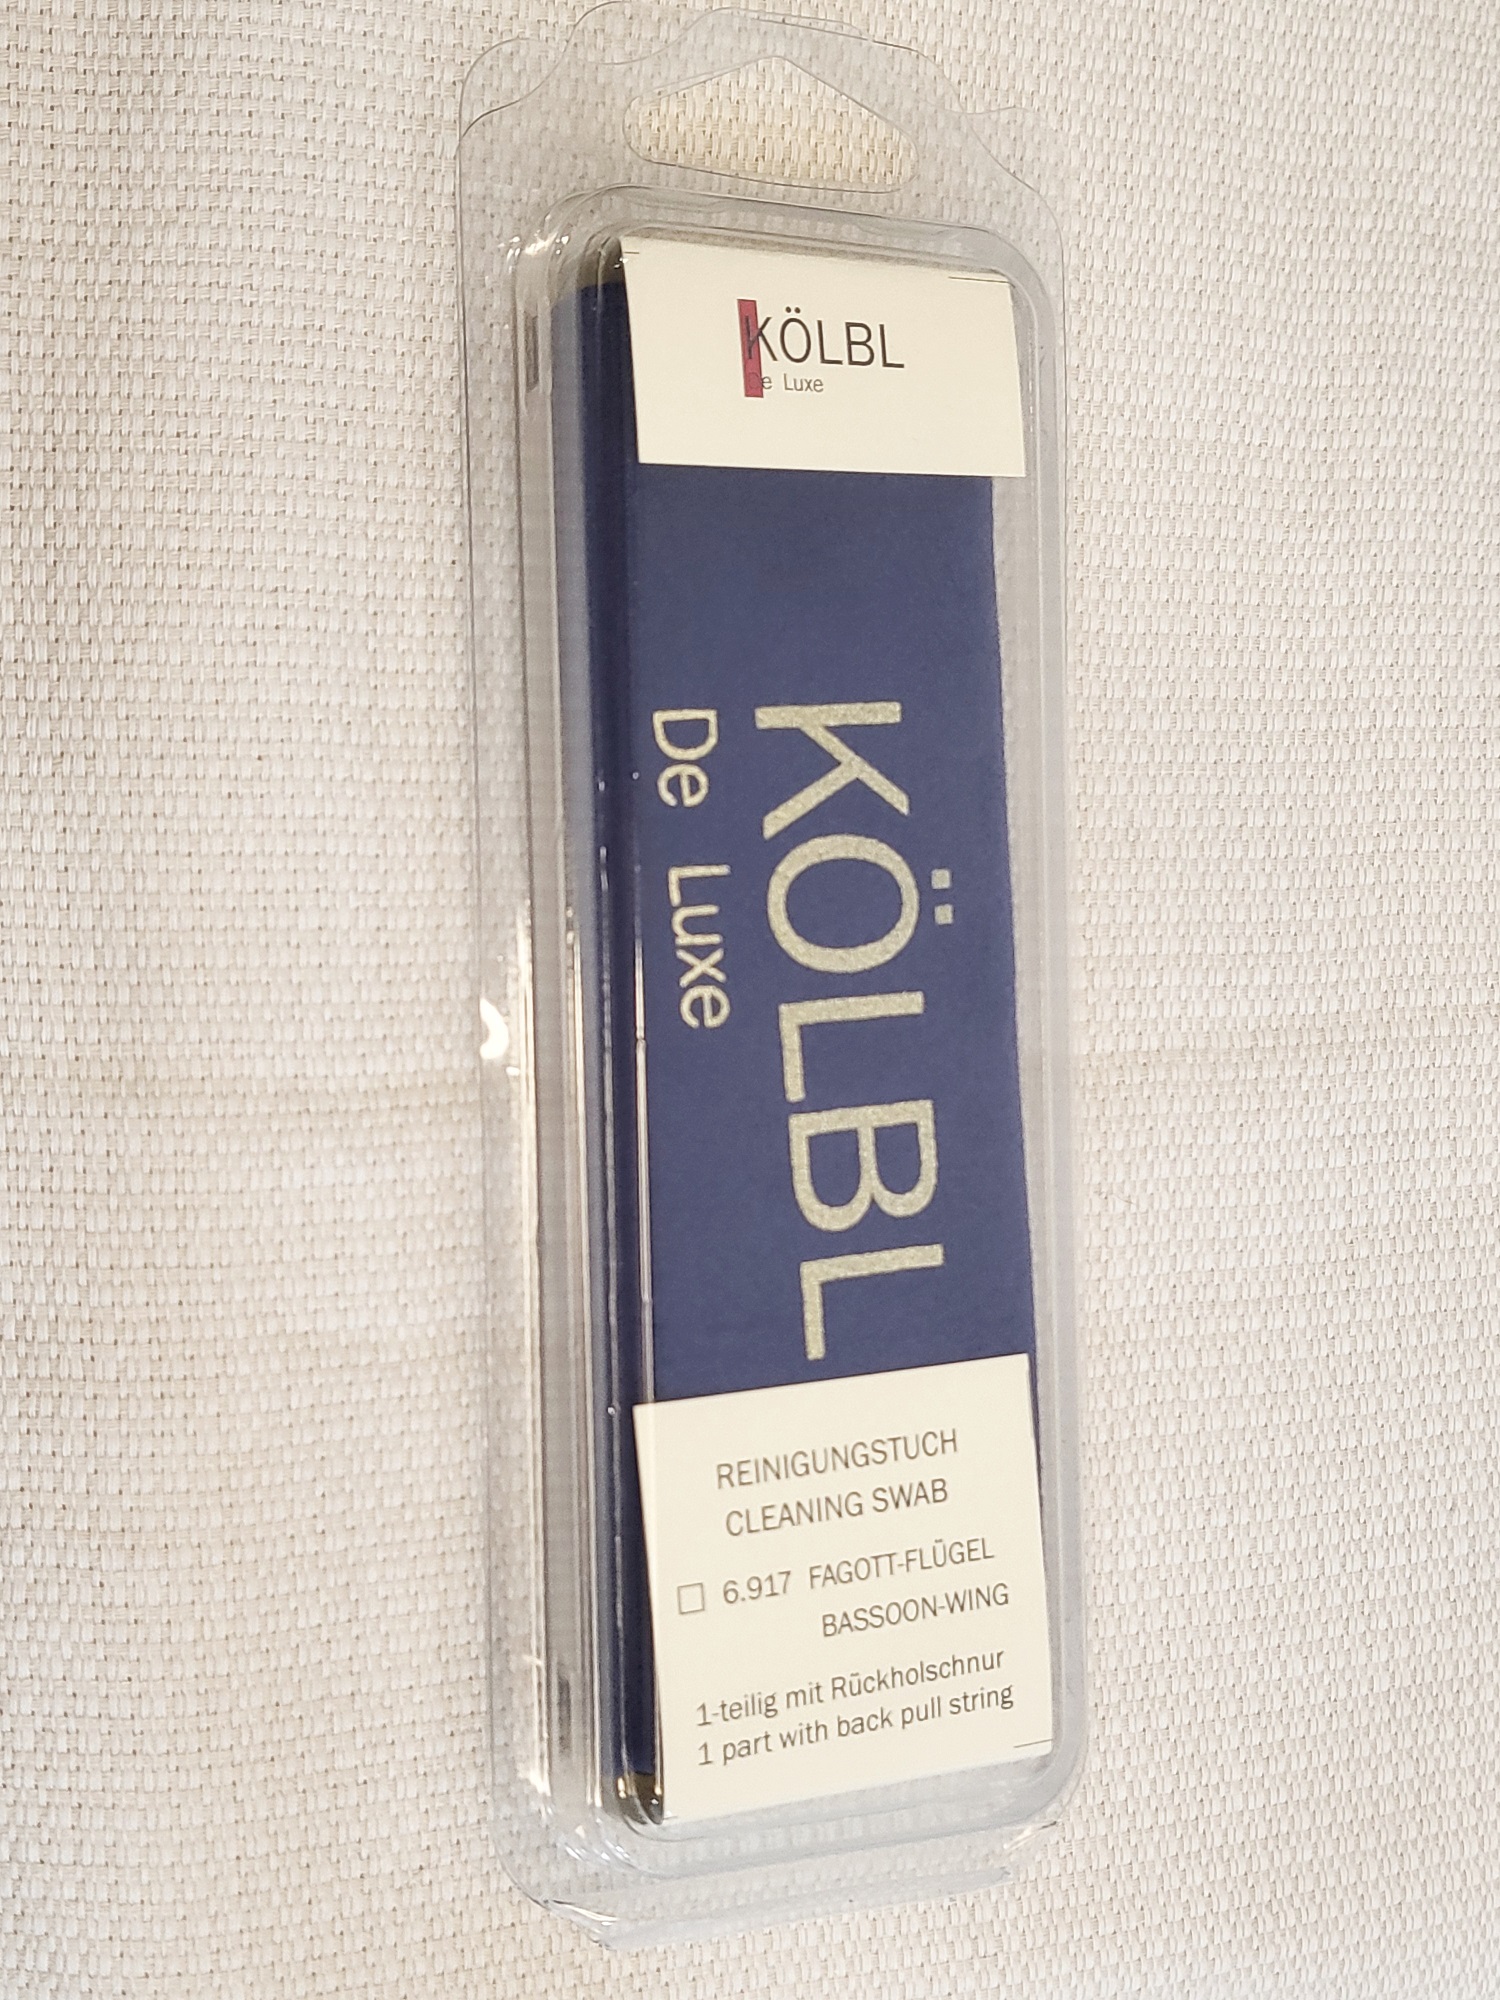 KÖLBL
De Luxe
KÖLBL
De Luxe
REINIGUNGSTUCH
CLEANING SWAB
6.917 FAGOTT-FLÜGEL
BASSOON-WING
1-teilig mit Rückholschnur
1 part with back pull string